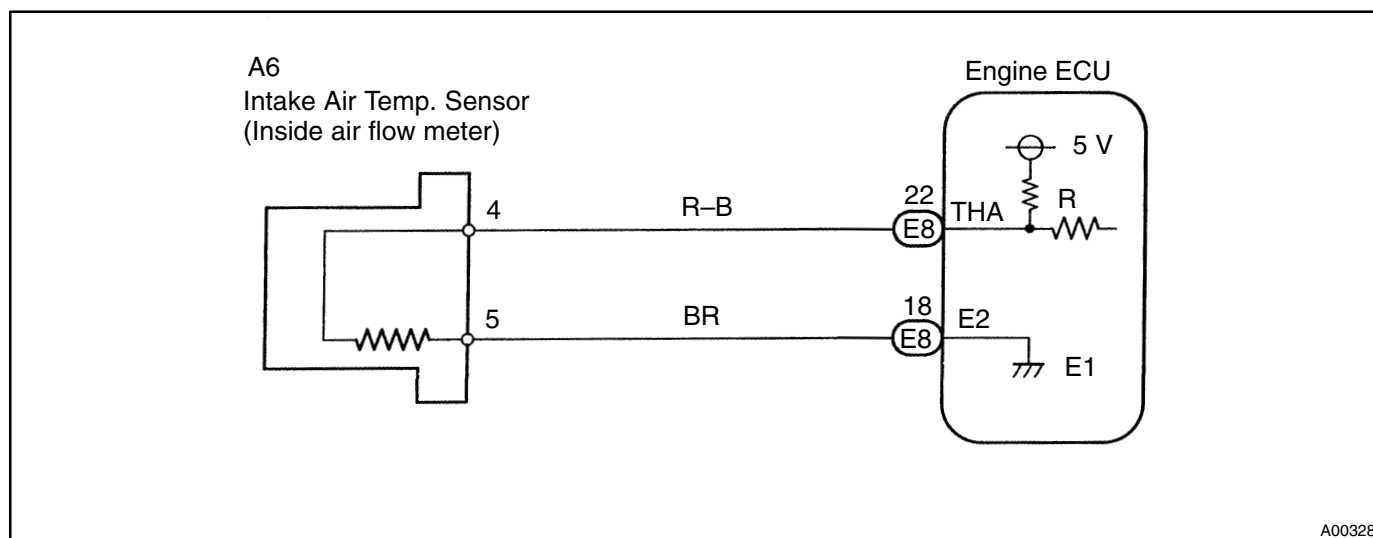 A6
Intake Air Temp. Sensor
(Inside air flow meter)
Engine ECU
5 V
4
R–B
22
E8
THA
R
5
BR
18
E8
E2
E1
A00328